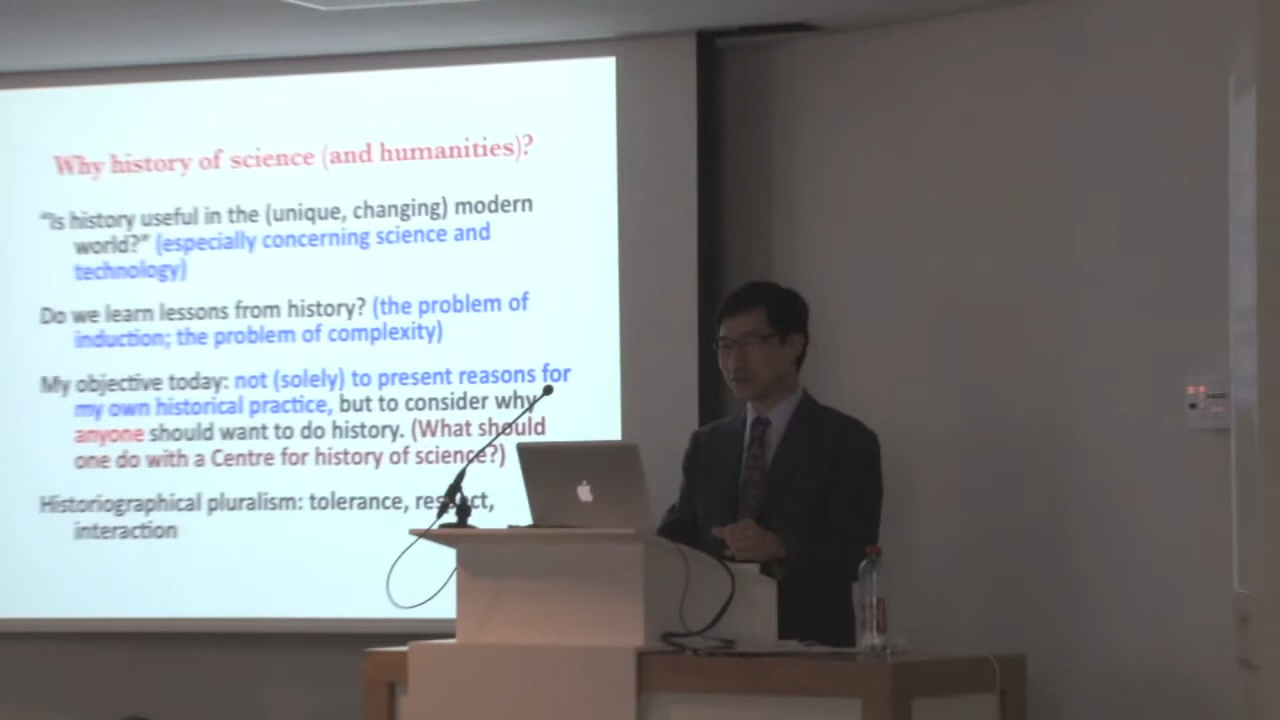 Why history of science (and humanities)?
"Is history useful in the (unique, changing) modern
world?" (especially concerning science and
technology)
Do we learn lessons from history? (the problem of
induction; the problem of complexity)
My objective today: not (solely) to present reasons for
my own historical practice, but to consider why
anyone should want to do history. (What should
one do with a Centre for history of science?)
Historiographical pluralism: tolerance, respect,
interaction